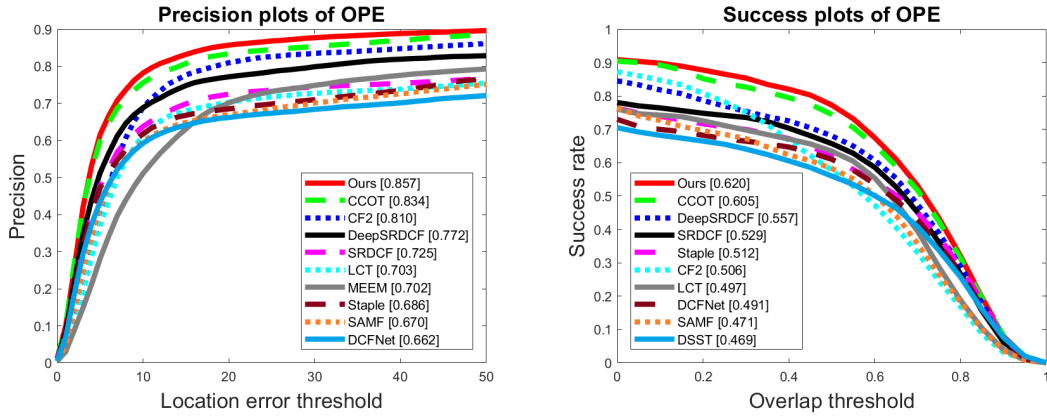 Precision plots of OPE
0.9
0.8
0.7
0.6
0.5
0.4
0.3
0.2
0.1
0
Precision
Ours [0.857]
CCOT [0.834]
CF2 [0.810]
DeepSRDCF [0.772]
SRDCF [0.725]
LCT [0.703]
MEEM [0.702]
Staple [0.686]
SAMF [0.670]
DCFNet [0.662]
0 10 20 30 40 50
Location error threshold
Success plots of OPE
1
0.9
0.8
0.7
0.6
0.5
0.4
0.3
0.2
0.1
0
Success rate
Ours [0.620]
CCOT [0.605]
DeepSRDCF [0.557]
SRDCF [0.529]
Staple [0.512]
CF2 [0.506]
LCT [0.497]
DCFNet [0.491]
SAMF [0.471]
DSST [0.469]
0 0.2 0.4 0.6 0.8 1
Overlap threshold